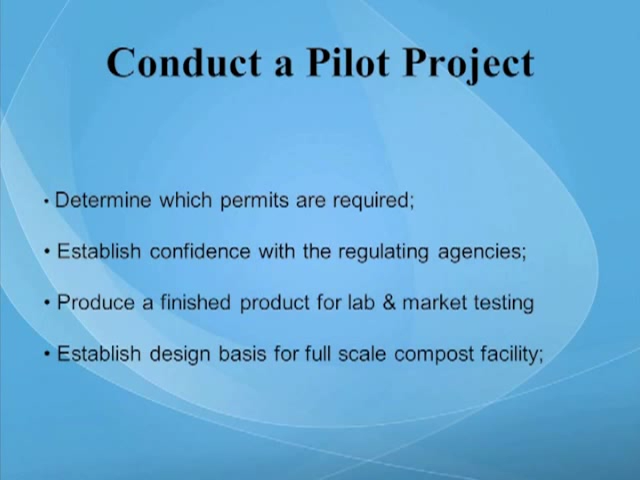 Conduct a Pilot Project
• Determine which permits are required;
• Establish confidence with the regulating agencies;
• Produce a finished product for lab & market testing
• Establish design basis for full scale compost facility;